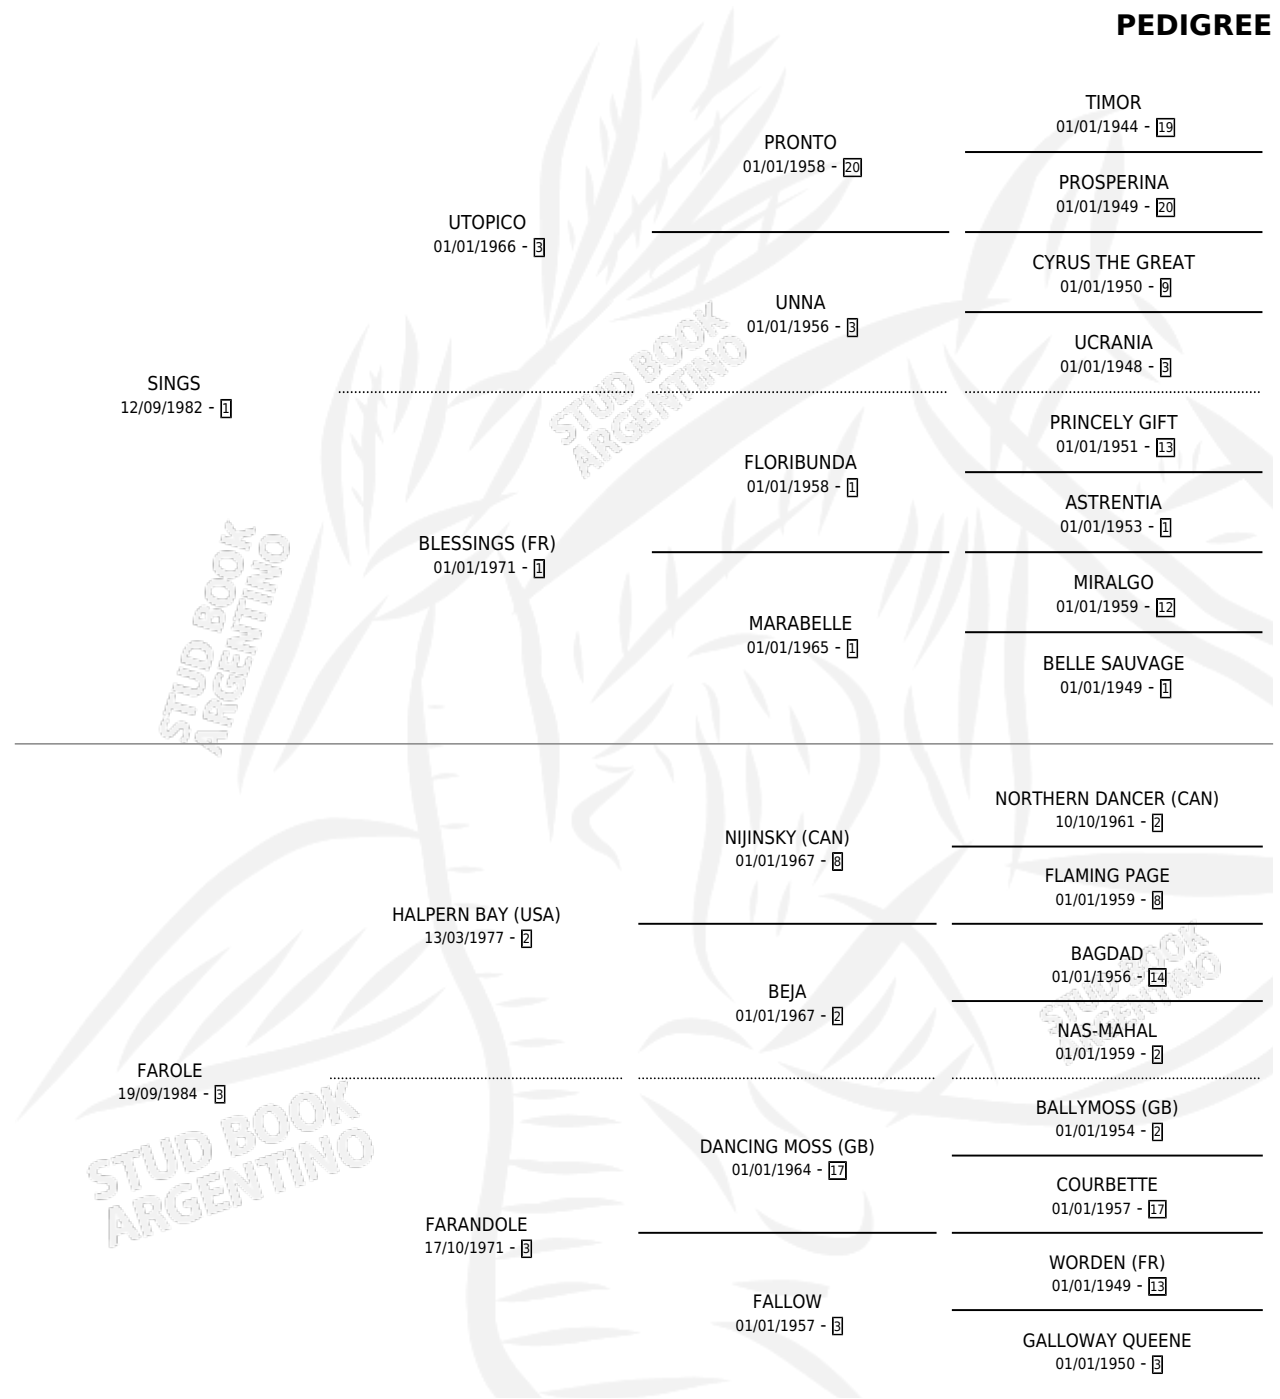 PEDIGREE
TIMOR
01/01/1944 - 19
PRONTO
01/01/1958 - 20
PROSPERINA
01/01/1949 - 20
UTOPICO
01/01/1966 - 3
CYRUS THE GREAT
01/01/1950 - 9
UNNA
01/01/1956 - 3
UCRANIA
01/01/1948 - 3
SINGS
12/09/1982 - 1
PRINCELY GIFT
01/01/1951 - 13
FLORIBUNDA
01/01/1958 - 1
ASTRENTIA
01/01/1953 - 1
BLESSINGS (FR)
01/01/1971 - 1
MIRALGO
01/01/1959 - 12
MARABELLE
01/01/1965 - 1
BELLE SAUVAGE
01/01/1949 - 1
NORTHERN DANCER (CAN)
10/10/1961 - 2
NIJINSKY (CAN)
01/01/1967 - 8
FLAMING PAGE
01/01/1959 - 8
HALPERN BAY (USA)
13/03/1977 - 2
BAGDAD
01/01/1956 - 14
BEJA
01/01/1967 - 2
NAS-MAHAL
01/01/1959 - 2
FAROLE
19/09/1984 - 3
BALLYMOSS (GB)
01/01/1954 - 2
DANCING MOSS (GB)
01/01/1964 - 17
COURBETTE
01/01/1957 - 17
FARANDOLE
17/10/1971 - 3
WORDEN (FR)
01/01/1949 - 13
FALLOW
01/01/1957 - 3
GALLOWAY QUEENE
01/01/1950 - 3
STUD BOOK
ARGENTINO
STUD BOOK
ARGENTINO
STUD BOOK
ARGENTINO
STUD BOOK
ARGENTINO